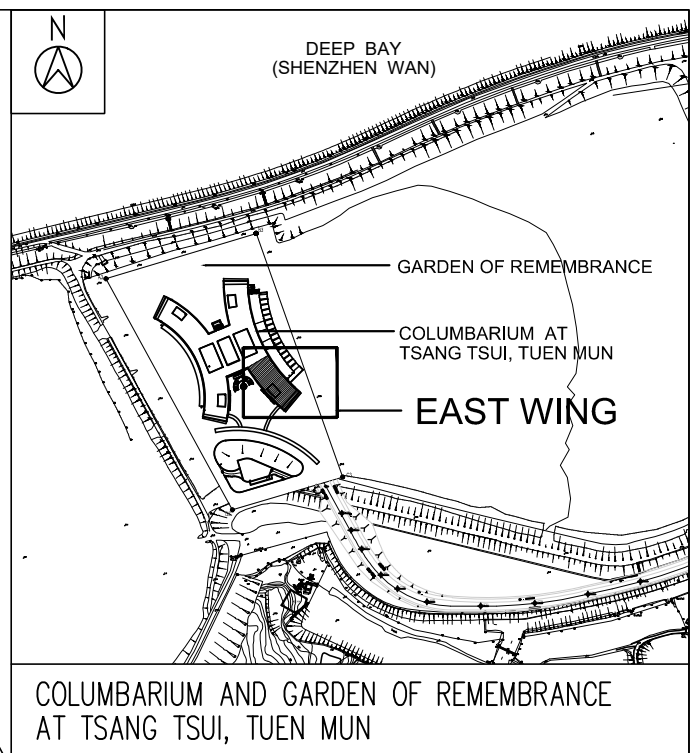 N
DEEP BAY
(SHENZHEN WAN)
GARDEN OF REMEMBRANCE
COLUMBARIUM AT
TSANG TSUI, TUEN MUN
EAST WING
COLUMBARIUM AND GARDEN OF REMEMBRANCE
AT TSANG TSUI, TUEN MUN